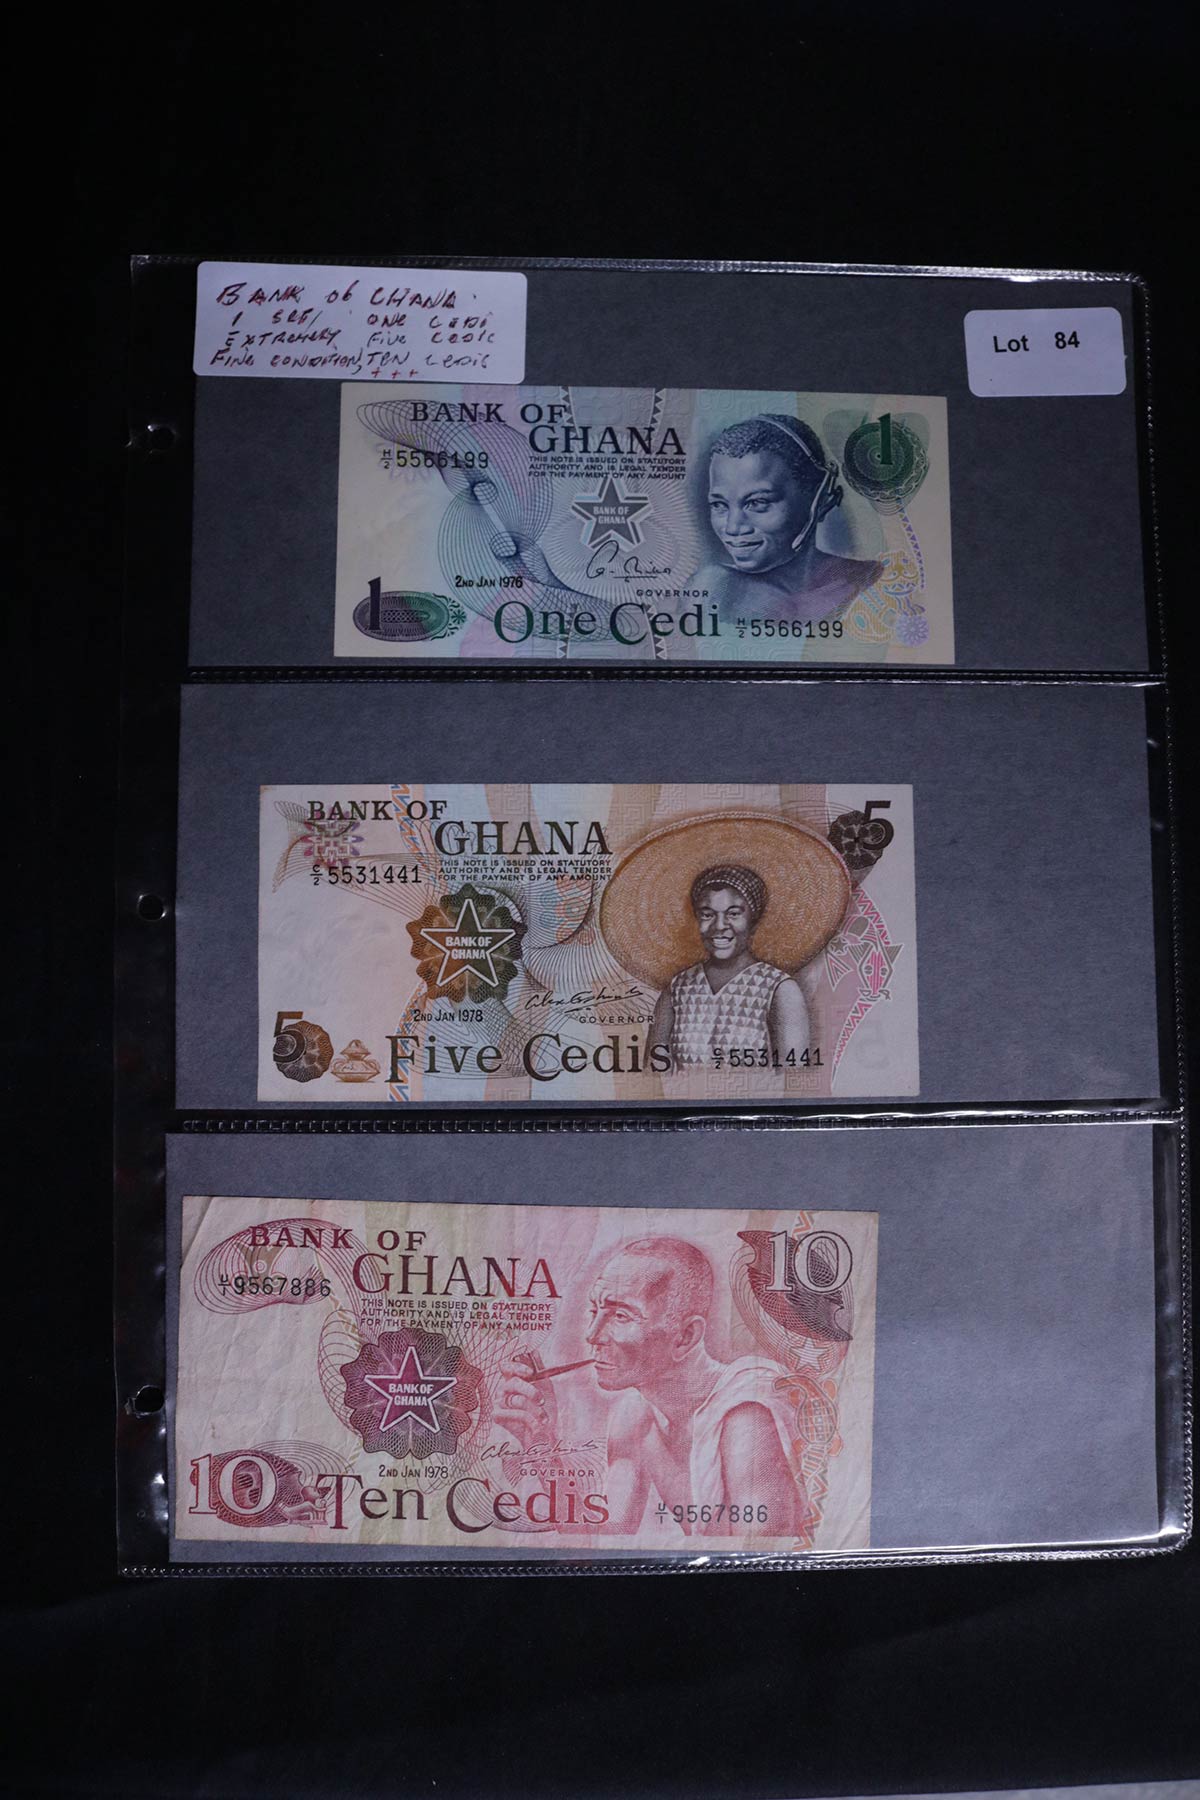 BANK OF GHANA
1 SET/ ONE CEDI
EXTREMELY FIVE CEDIS
FINE CONDITION, TEN CEDIS
+ + +
Lot 84
BANK OF
GHANA
THIS NOTE IS ISSUED ON STATUTORY
AUTHORITY AND IS LEGAL TENDER
FOR THE PAYMENT OF ANY AMOUNT
H/2 5566199
1
BANK OF
GHANA
2ND JAN 1976
GOVERNOR
1
One Cedi
H/2 5566199
BANK OF
GHANA
5
THIS NOTE IS ISSUED ON STATUTORY
AUTHORITY AND IS LEGAL TENDER
FOR THE PAYMENT OF ANY AMOUNT
C/2 5531441
BANK OF
GHANA
2ND JAN 1978
GOVERNOR
5
Five Cedis
C/2 5531441
BANK OF
GHANA
10
U/1 9567886
THIS NOTE IS ISSUED ON STATUTORY
AUTHORITY AND IS LEGAL TENDER
FOR THE PAYMENT OF ANY AMOUNT
BANK OF
GHANA
2ND JAN 1978
GOVERNOR
10
Ten Cedis
U/1 9567886